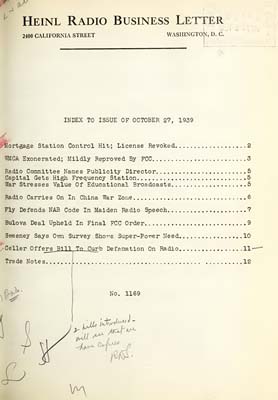 HEINL RADIO BUSINESS LETTER
2400 CALIFORNIA STREET WASHINGTON, D. C.
INDEX TO ISSUE OF OCTOBER 27, 1939
Mortgage Station Control Hit; License Revoked..................2
WMCA Exonerated; Mildly Reproved By FCC........................3
Radio Committee Names Publicity Director.......................5
Capital Gets High Frequency Station............................5
War Stresses Value Of Educational Broadcasts...................5
Radio Carries On In China War Zone.............................6
Fly Defends NAB Code In Maiden Radio Speech....................7
Bulova Deal Upheld In Final FCC Order..........................9
Sweeney Says Own Survey Shows Super-Power Need.................10
Celler Offers Bill To Curb Defamation On Radio.................11
Trade Notes....................................................12
No. 1169
2 bills introduced -
will see that we
have copies